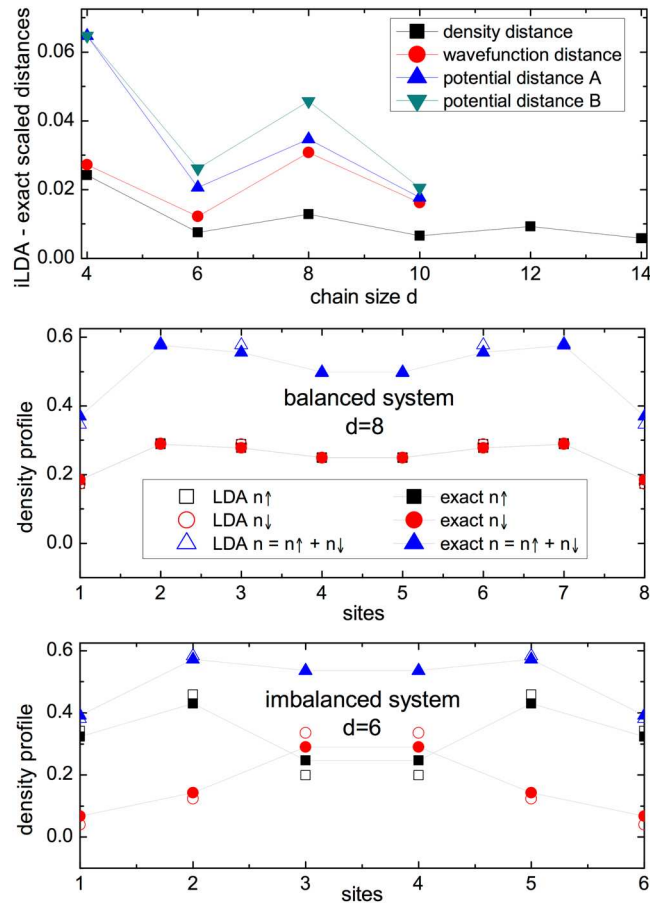 density distance
wavefunction distance
potential distance A
potential distance B
iLDA - exact scaled distances
0.06
0.04
0.02
0.00
4 6 8 10 12 14
chain size d
density profile
0.6
0.4
0.2
0.0
balanced system
d=8
LDA n↑ exact n↑
LDA n↓ exact n↓
LDA n = n↑ + n↓ exact n = n↑ + n↓
1 2 3 4 5 6 7 8
sites
density profile
0.6
0.4
0.2
0.0
imbalanced system
d=6
1 2 3 4 5 6
sites